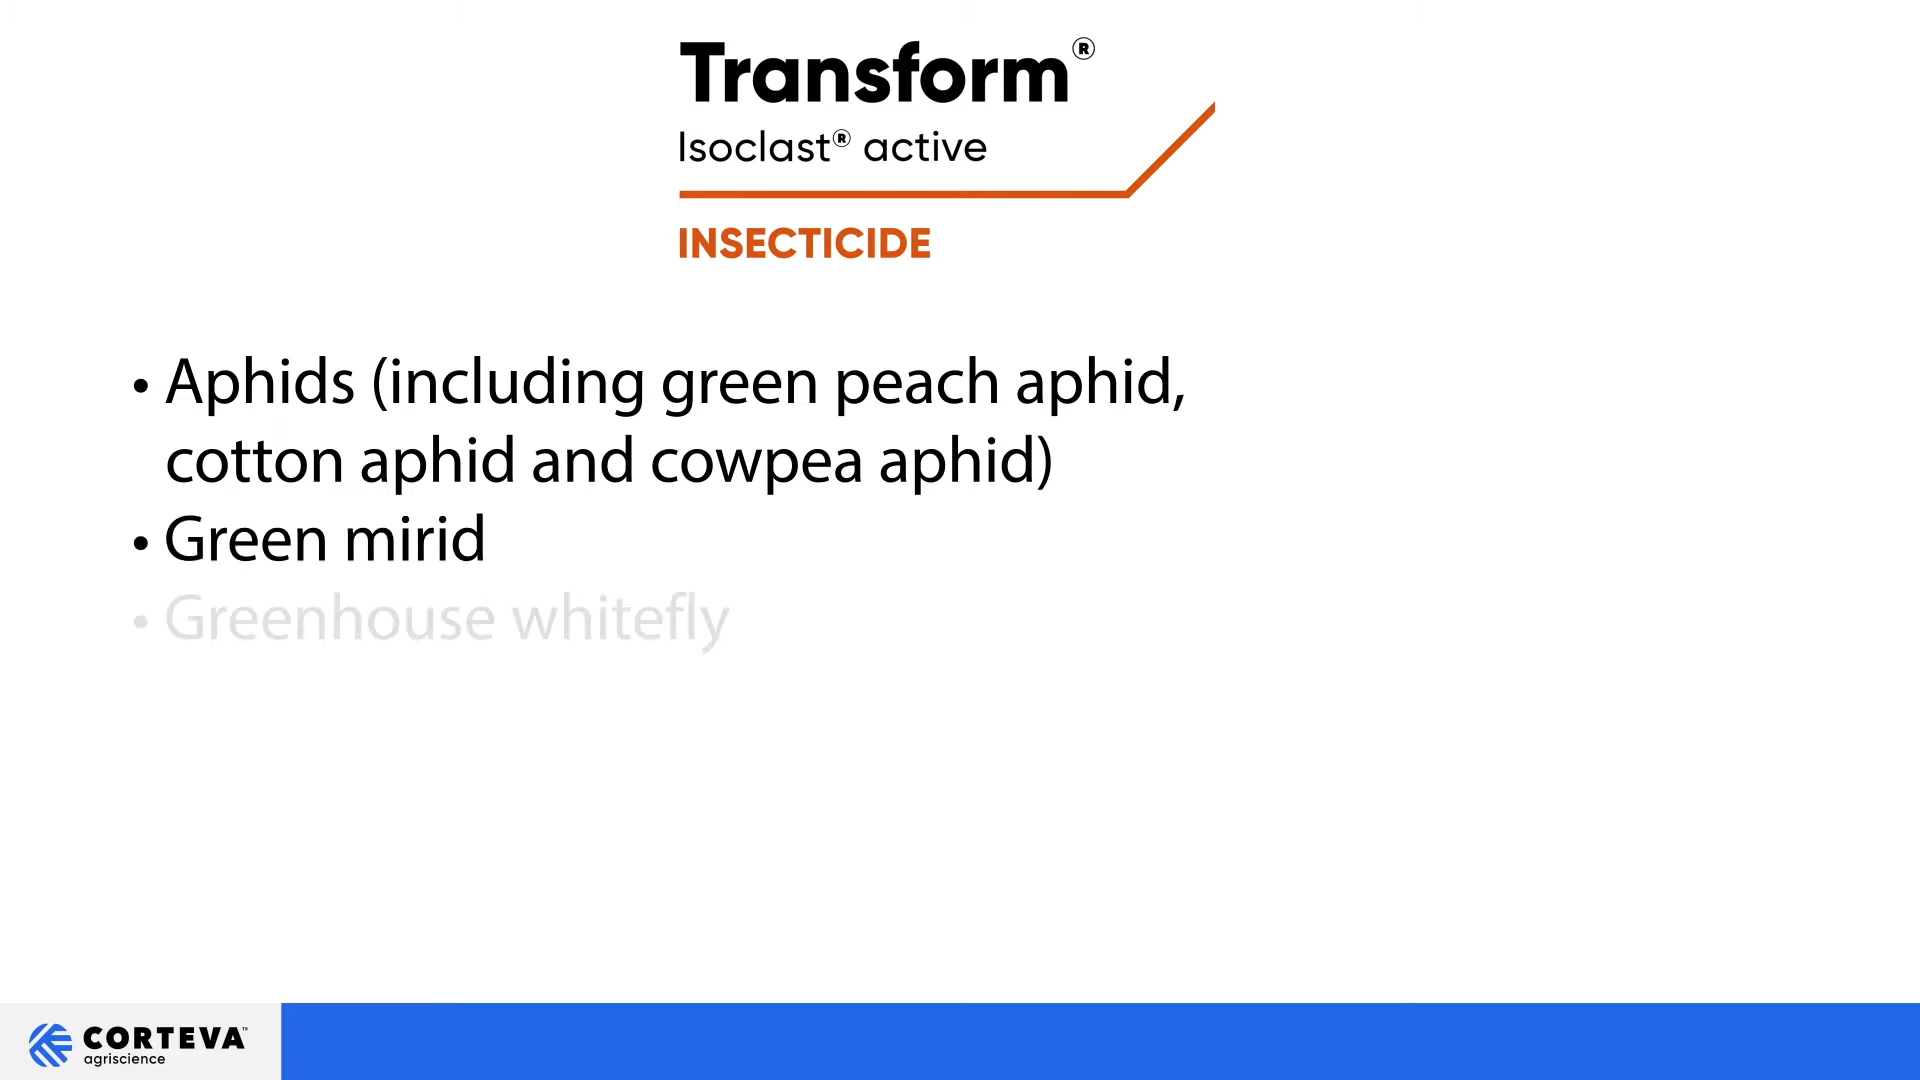 Transform®
Isoclast® active
INSECTICIDE
• Aphids (including green peach aphid,
cotton aphid and cowpea aphid)
• Green mirid
• Greenhouse whitefly
CORTEVA™
agriscience